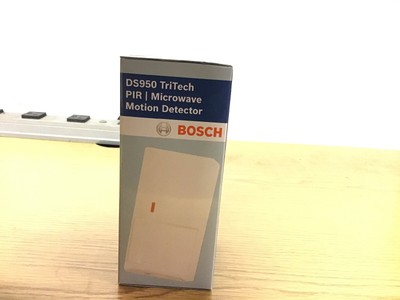 DS950 TriTech
PIR | Microwave
Motion Detector
BOSCH